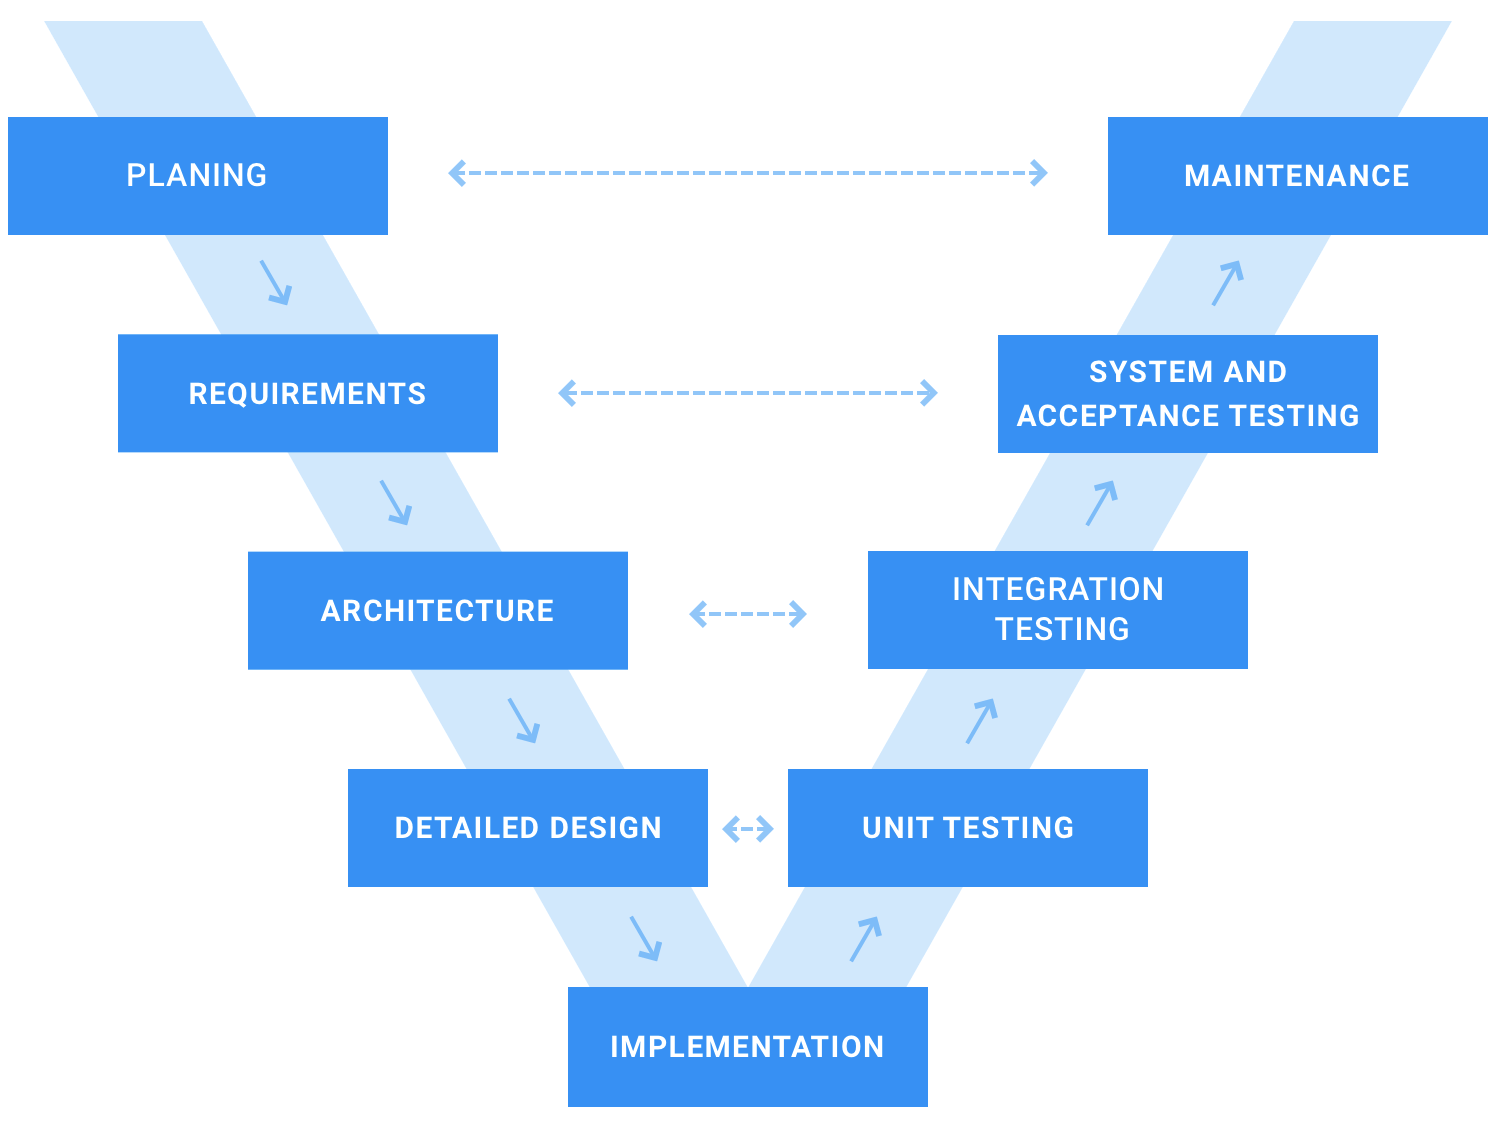 PLANING
MAINTENANCE
REQUIREMENTS
SYSTEM AND
ACCEPTANCE TESTING
ARCHITECTURE
INTEGRATION
TESTING
DETAILED DESIGN
UNIT TESTING
IMPLEMENTATION